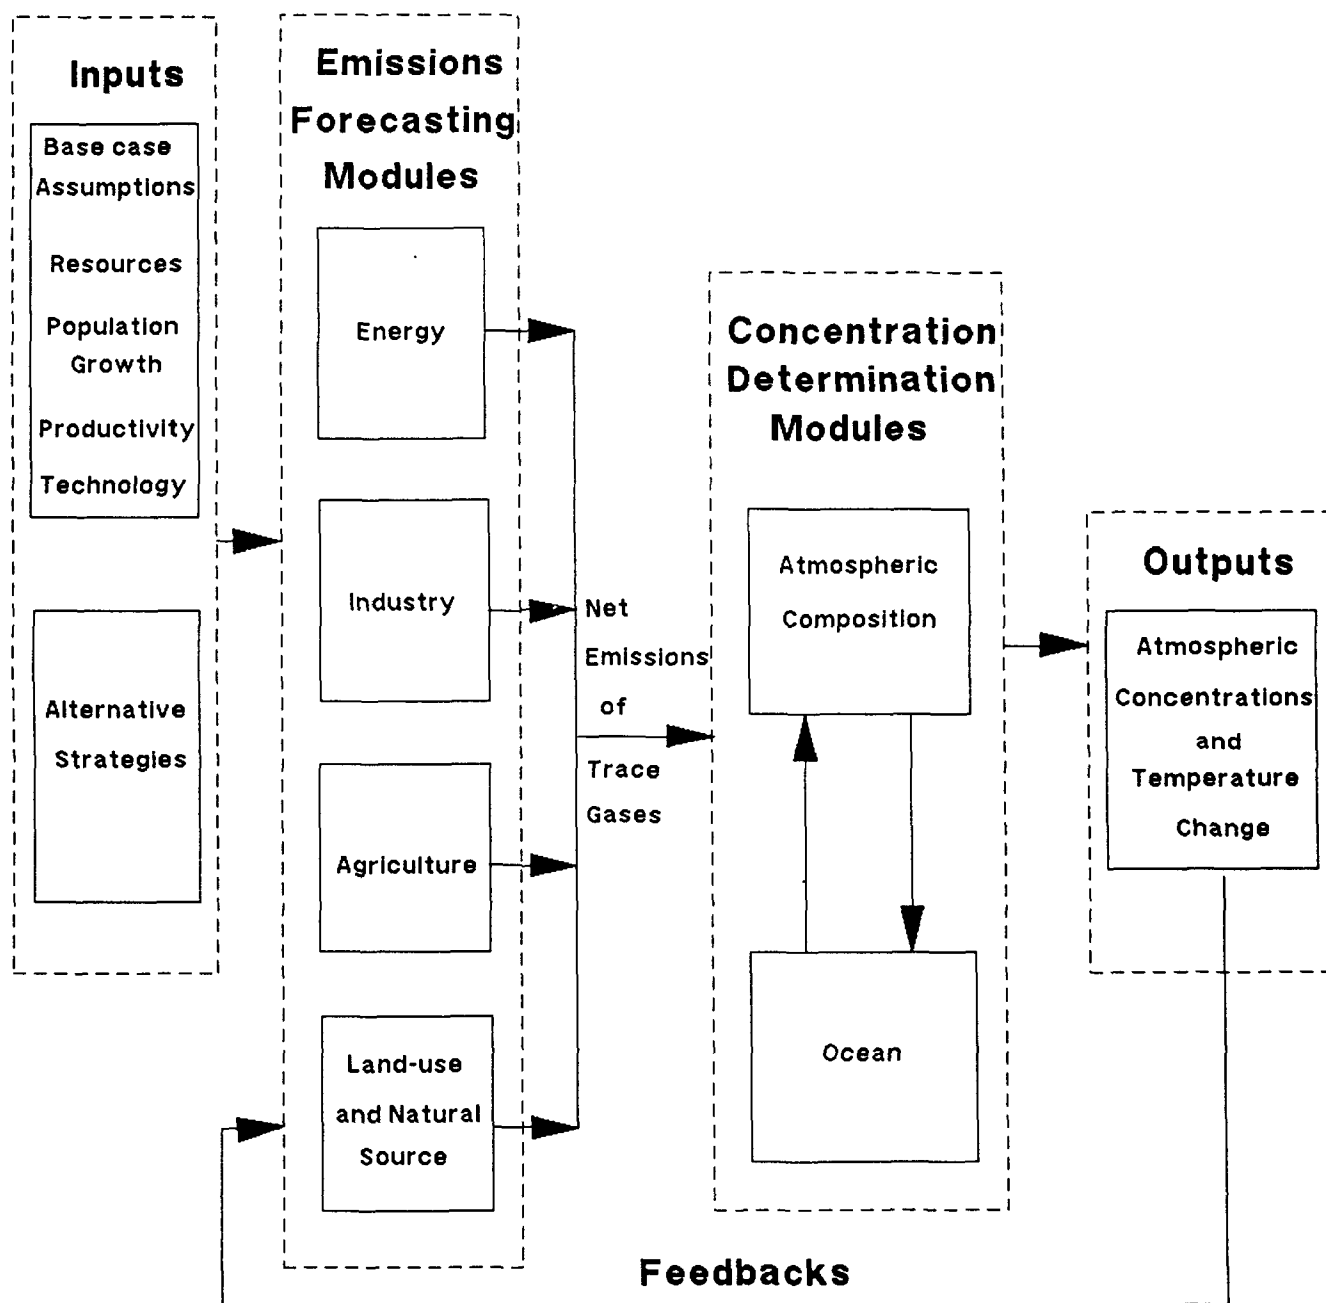 Inputs
Base case
Assumptions
Resources
Population
Growth
Productivity
Technology
Alternative
Strategies
Emissions
Forecasting
Modules
Energy
Industry
Agriculture
Land-use
and Natural
Source
Net
Emissions
of
Trace
Gases
Concentration
Determination
Modules
Atmospheric
Composition
Ocean
Outputs
Atmospheric
Concentrations
and
Temperature
Change
Feedbacks